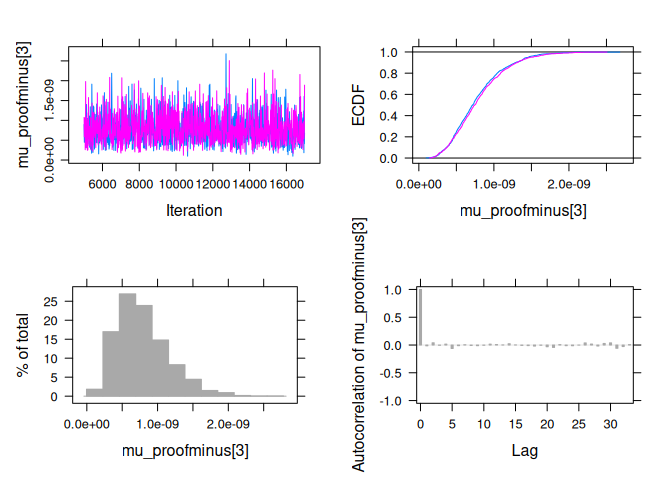 mu_proofminus[3]
0.0e+00 1.5e-09
6000 8000 10000 12000 14000 16000
Iteration
ECDF
1.0
0.8
0.6
0.4
0.2
0.0
0.0e+00 1.0e-09 2.0e-09
mu_proofminus[3]
% of total
25
20
15
10
5
0
0.0e+00 1.0e-09 2.0e-09
mu_proofminus[3]
Autocorrelation of mu_proofminus[3]
1.0
0.5
0.0
-0.5
-1.0
0 5 10 15 20 25 30
Lag